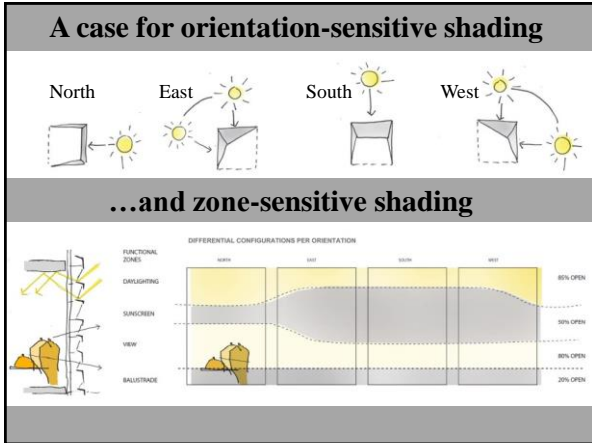 A case for orientation-sensitive shading
North East South West
…and zone-sensitive shading
DIFFERENTIAL CONFIGURATIONS PER ORIENTATION
FUNCTIONAL
ZONES
NORTH EAST SOUTH WEST
DAYLIGHTING
85% OPEN
SUNSCREEN
50% OPEN
VIEW
80% OPEN
BALUSTRADE
20% OPEN